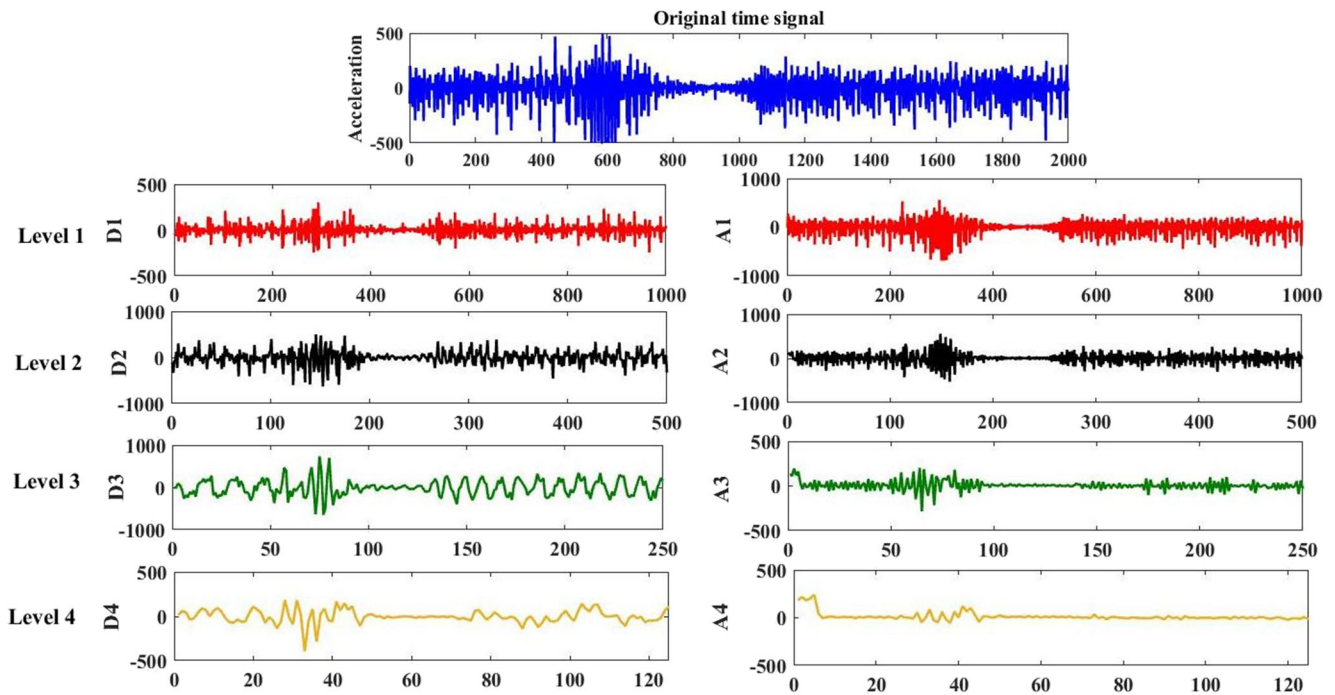 Original time signal
Acceleration
500
0
-500
0 200 400 600 800 1000 1200 1400 1600 1800 2000
Level 1
D1
500
0
-500
0 200 400 600 800 1000
A1
1000
0
-1000
0 200 400 600 800 1000
Level 2
D2
1000
0
-1000
0 100 200 300 400 500
A2
1000
0
-1000
0 100 200 300 400 500
Level 3
D3
1000
0
-1000
0 50 100 150 200 250
A3
500
0
-500
0 50 100 150 200 250
Level 4
D4
500
0
-500
0 20 40 60 80 100
A4
500
0
-500
0 20 40 60 80 100 120